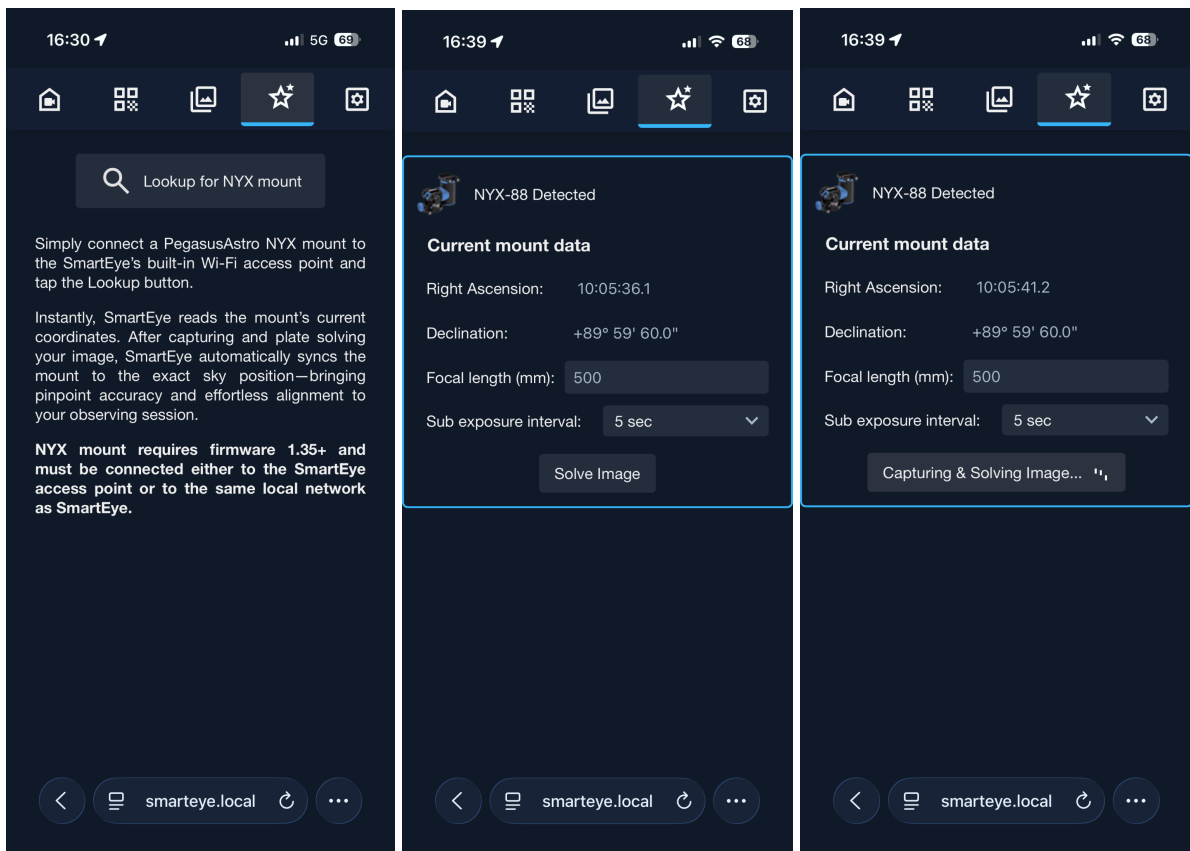 16:30
5G 69
Lookup for NYX mount
Simply connect a PegasusAstro NYX mount to
the SmartEye's built-in Wi-Fi access point and
tap the Lookup button.
Instantly, SmartEye reads the mount's current
coordinates. After capturing and plate solving
your image, SmartEye automatically syncs the
mount to the exact sky position—bringing
pinpoint accuracy and effortless alignment to
your observing session.
NYX mount requires firmware 1.35+ and
must be connected either to the SmartEye
access point or to the same local network
as SmartEye.
smarteye.local
16:39
68
NYX-88 Detected
Current mount data
Right Ascension: 10:05:36.1
Declination: +89° 59' 60.0"
Focal length (mm): 500
Sub exposure interval: 5 sec
Solve Image
smarteye.local
16:39
68
NYX-88 Detected
Current mount data
Right Ascension: 10:05:41.2
Declination: +89° 59' 60.0"
Focal length (mm): 500
Sub exposure interval: 5 sec
Capturing & Solving Image...
smarteye.local